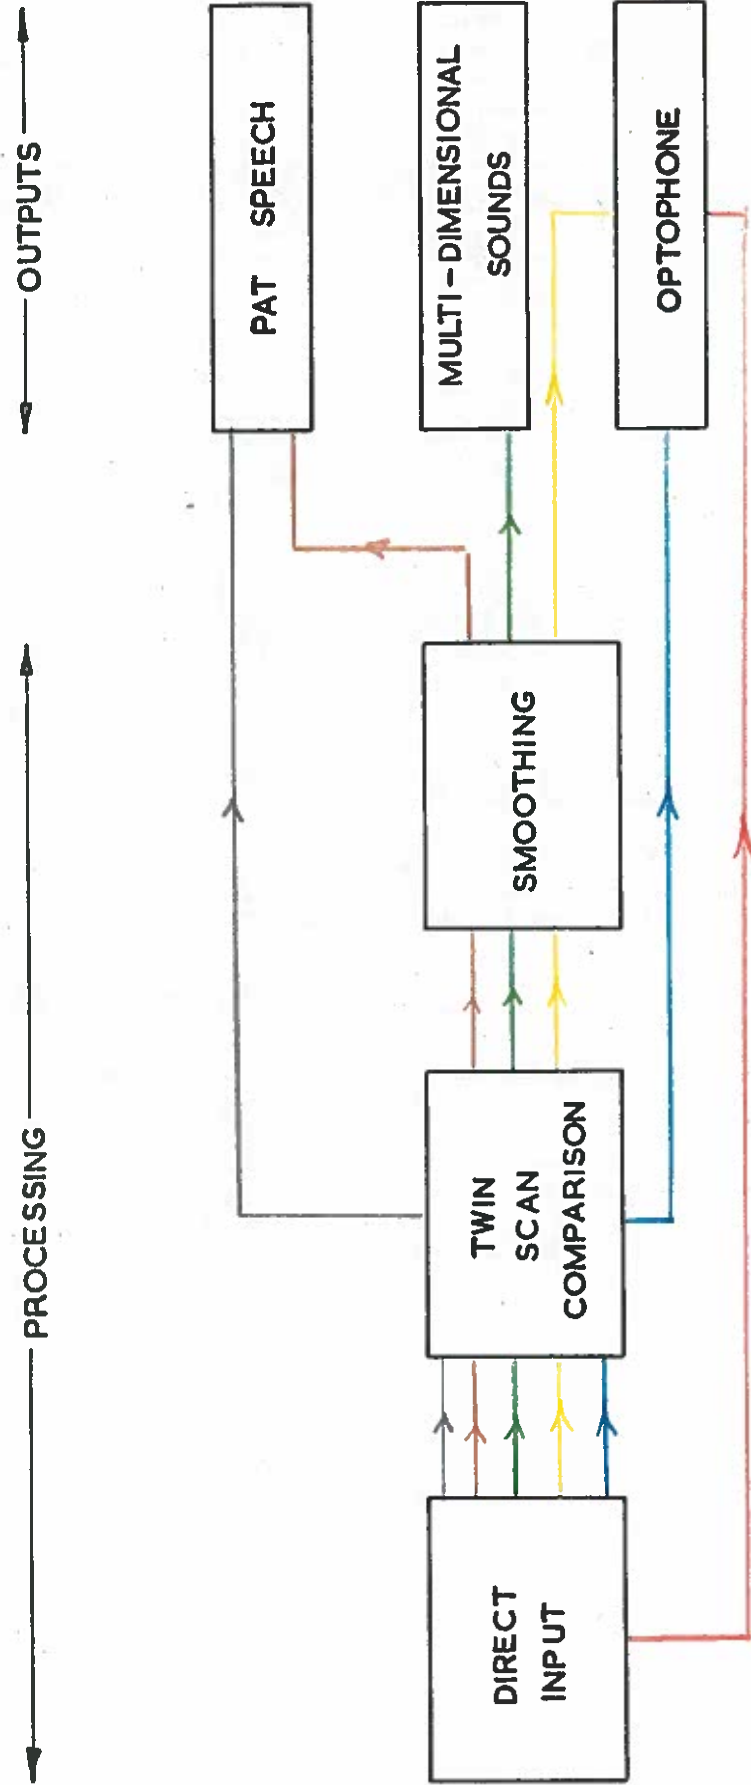 PROCESSING
OUTPUTS
DIRECT
INPUT
TWIN
SCAN
COMPARISON
SMOOTHING
PAT SPEECH
MULTI-DIMENSIONAL
SOUNDS
OPTOPHONE